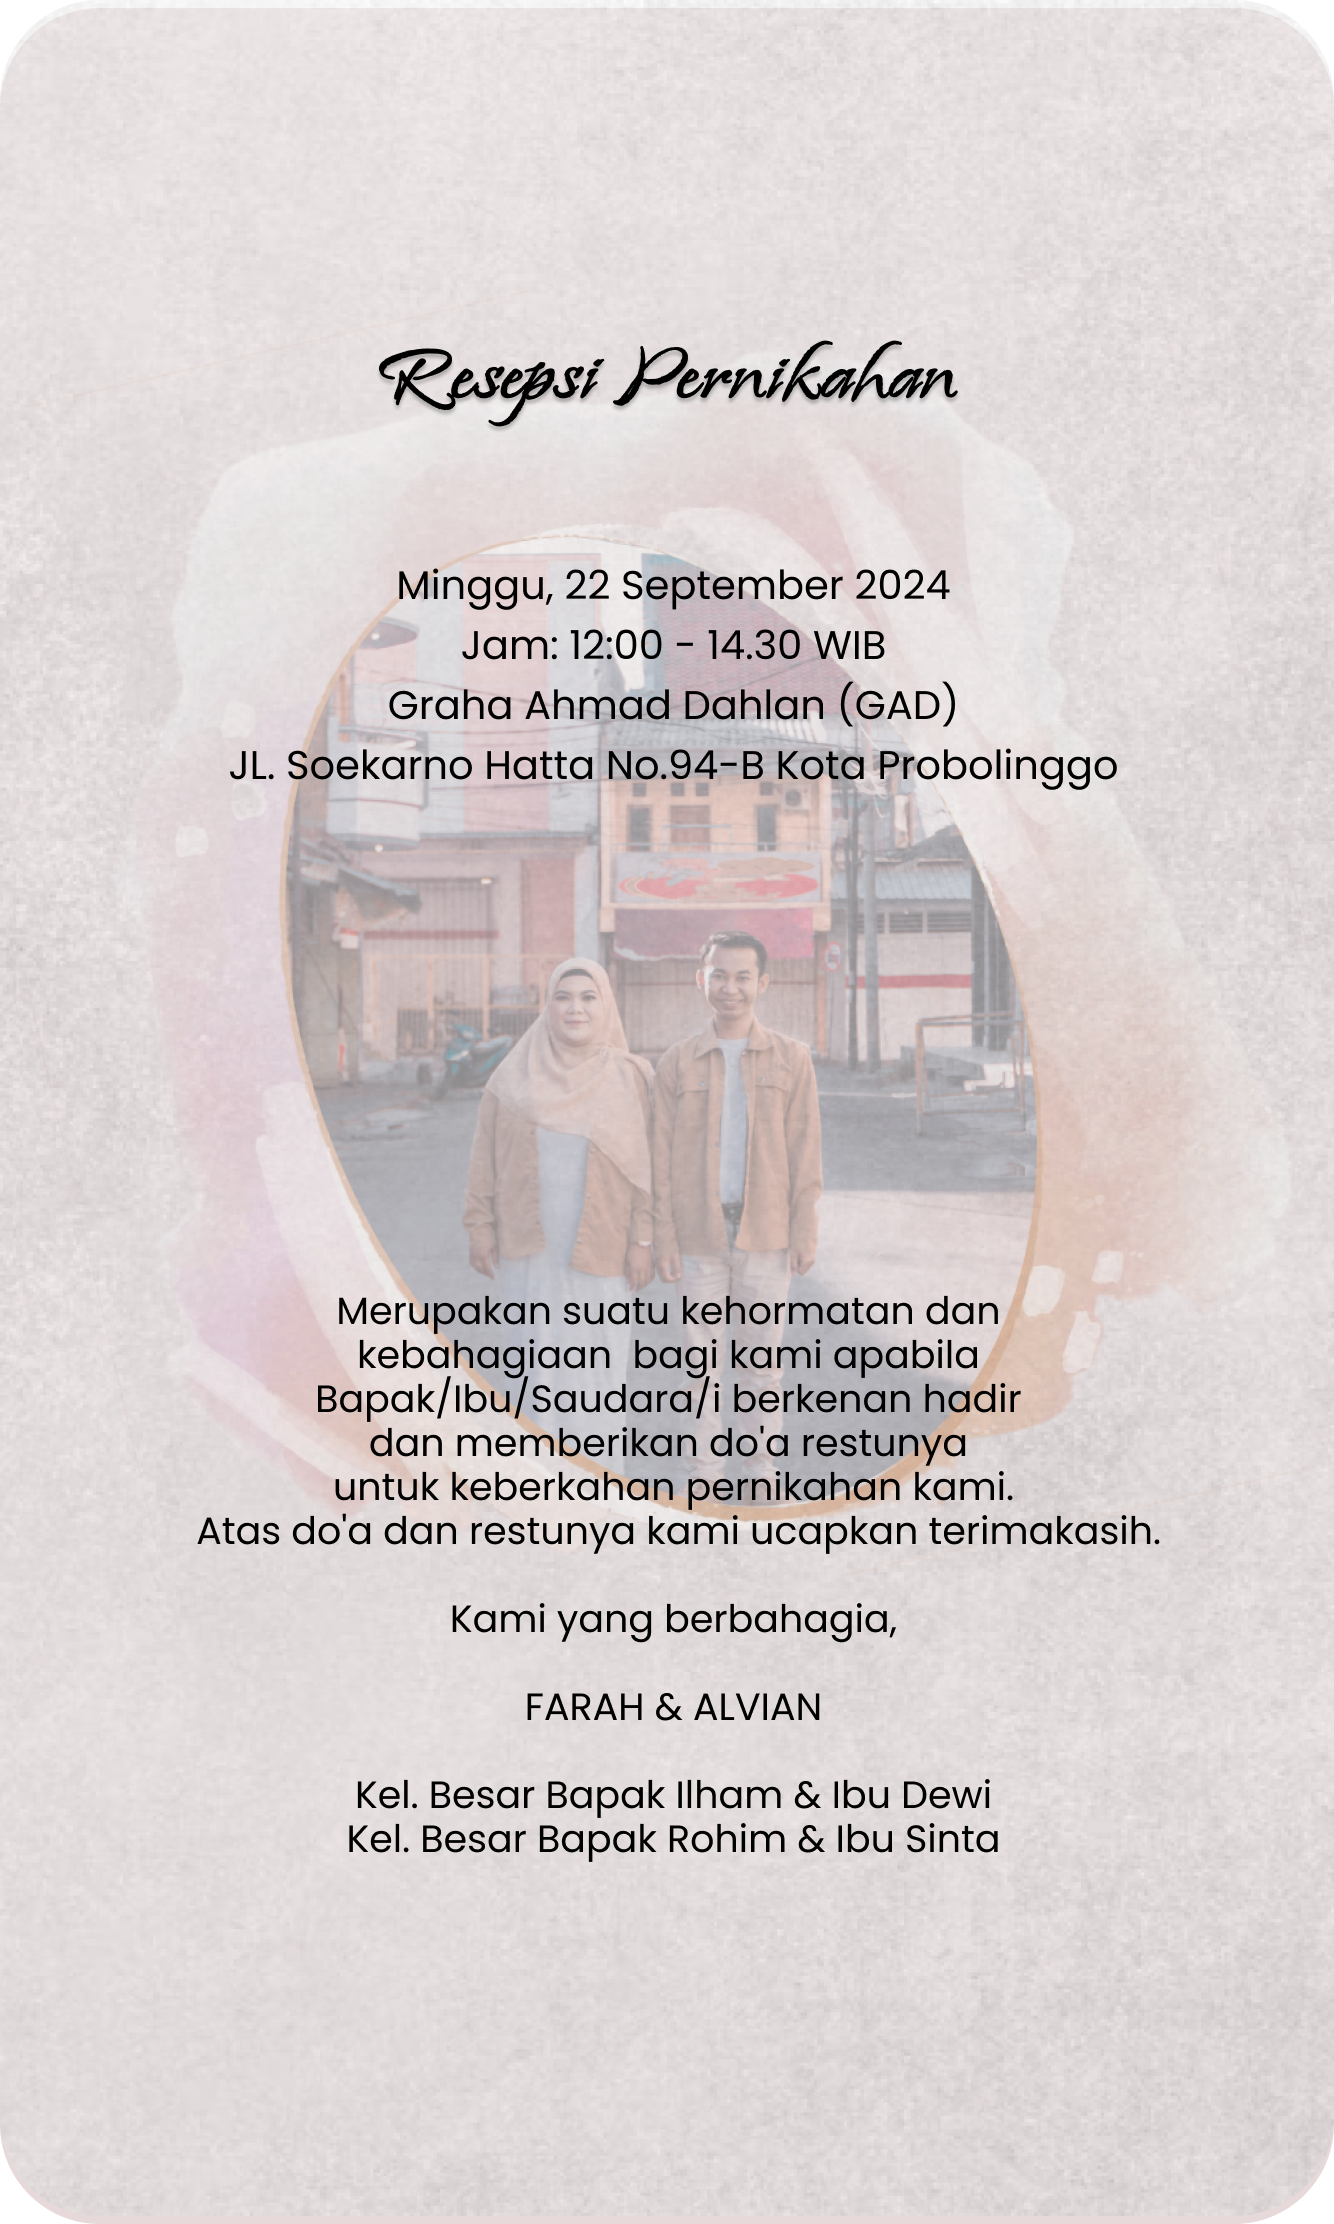 Resepsi Pernikahan
Minggu, 22 September 2024
Jam: 12:00 - 14.30 WIB
Graha Ahmad Dahlan (GAD)
JL. Soekarno Hatta No.94-B Kota Probolinggo
Merupakan suatu kehormatan dan
kebahagiaan  bagi kami apabila
Bapak/Ibu/Saudara/i berkenan hadir
dan memberikan do'a restunya
untuk keberkahan pernikahan kami.
Atas do'a dan restunya kami ucapkan terimakasih.
Kami yang berbahagia,
FARAH & ALVIAN
Kel. Besar Bapak Ilham & Ibu Dewi
Kel. Besar Bapak Rohim & Ibu Sinta